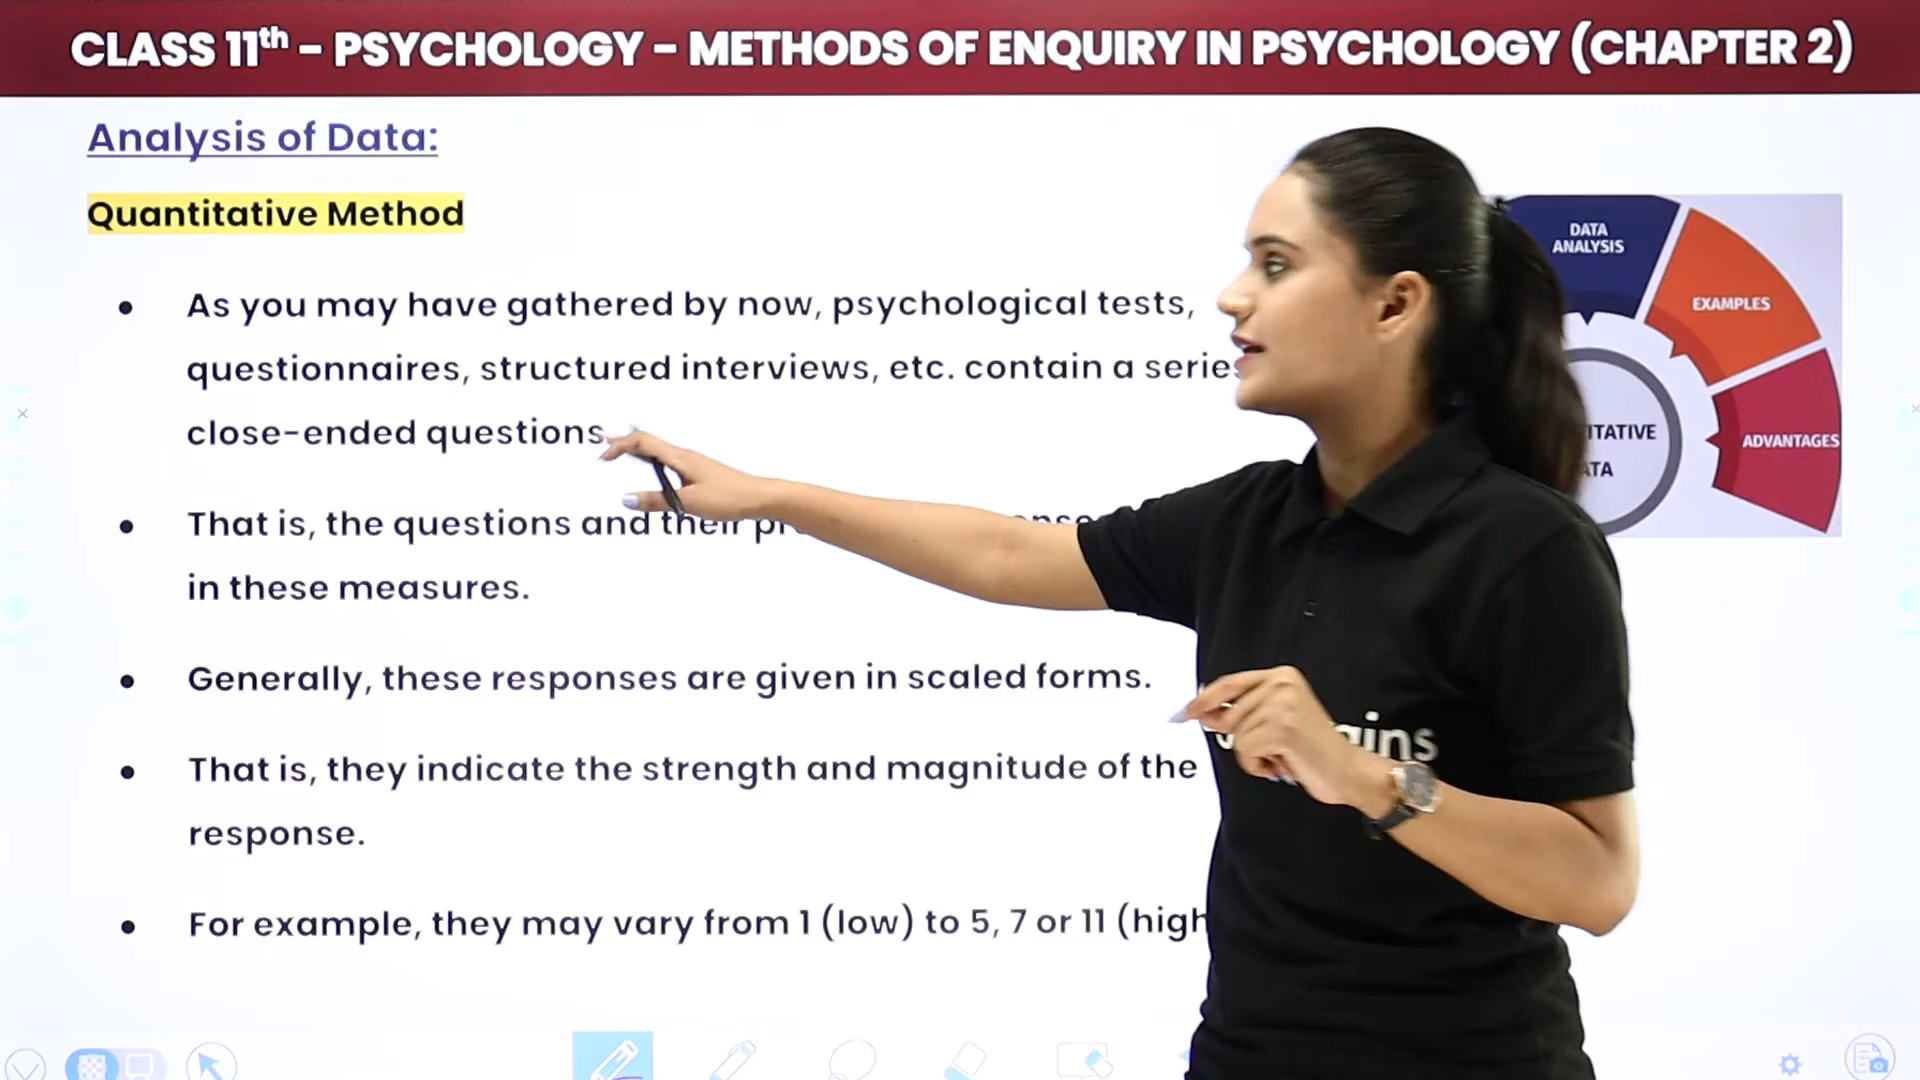 CLASS 11th – PSYCHOLOGY – METHODS OF ENQUIRY IN PSYCHOLOGY (CHAPTER 2)
Analysis of Data:
Quantitative Method
• As you may have gathered by now, psychological tests,
questionnaires, structured interviews, etc. contain a series
close-ended questions.
• That is, the questions and their
in these measures.
• Generally, these responses are given in scaled forms.
• That is, they indicate the strength and magnitude of the
response.
• For example, they may vary from 1 (low) to 5, 7 or 11 (high
DATA
ANALYSIS
EXAMPLES
ADVANTAGES